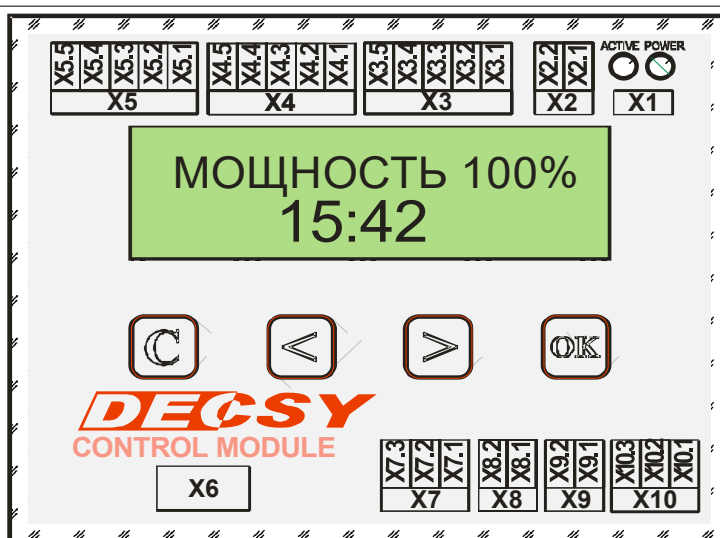 X5.5 X5.4 X5.3 X5.2 X5.1 X4.5 X4.4 X4.3 X4.2 X4.1 X3.5 X3.4 X3.3 X3.2 X3.1 X2.2 X2.1 ACTIVE POWER
X5 X4 X3 X2 X1
МОЩНОСТЬ 100%
15:42
C < > OK
DECSY
CONTROL MODULE
X7.3 X7.2 X7.1 X8.2 X8.1 X9.2 X9.1 X10.3 X10.2 X10.1
X6 X7 X8 X9 X10